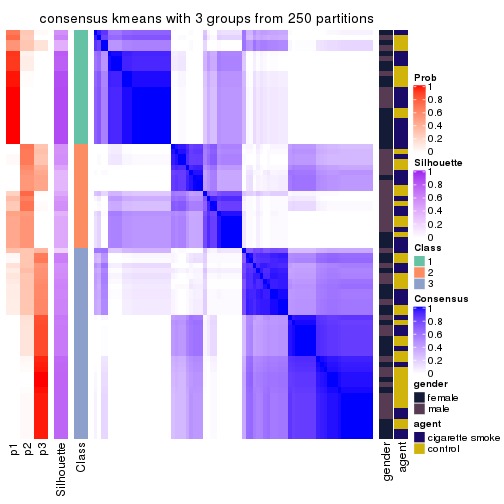 consensus kmeans with 3 groups from 250 partitions
Prob
1
0.8
0.6
0.4
0.2
0
Silhouette
1
0.8
0.6
0.4
0.2
0
Class
1
2
3
Consensus
1
0.8
0.6
0.4
0.2
0
gender
female
male
agent
cigarette smoke
control
p1
p2
p3
Silhouette
Class
gender
agent